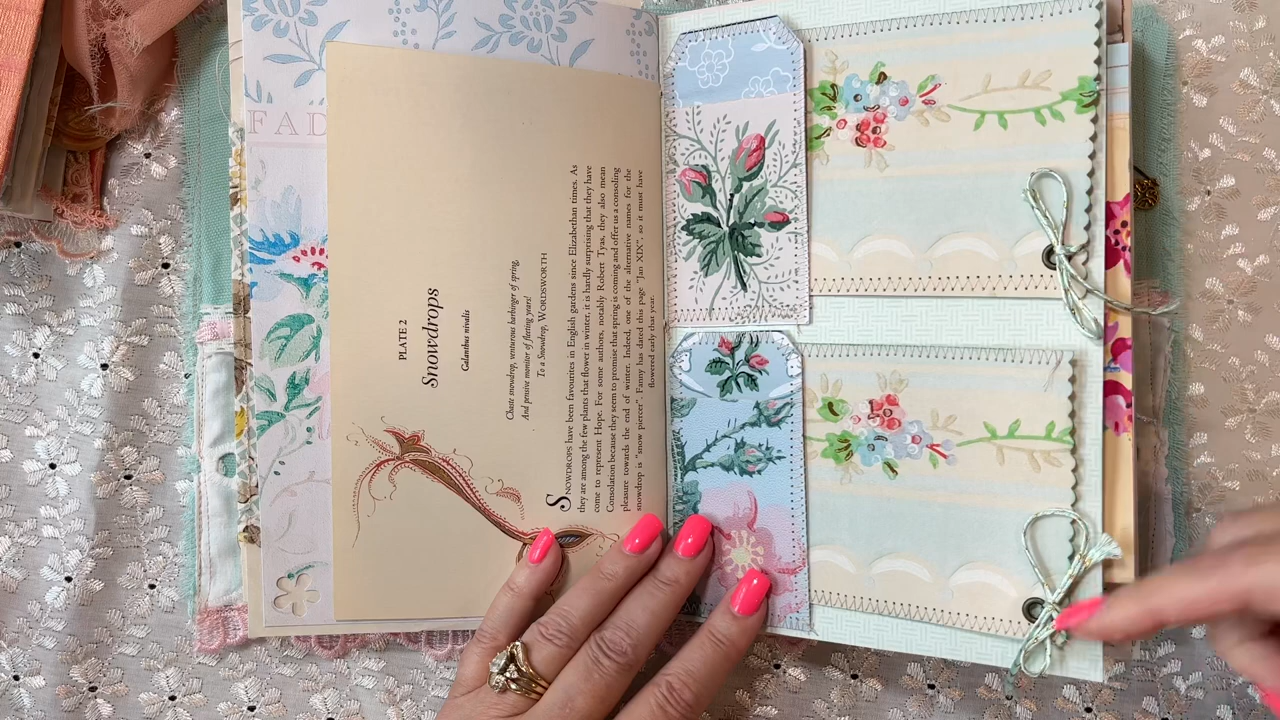 FAD
PLATE 2
Snowdrops
Galanthus nivalis
Chaste snowdrop, venturous harbinger of spring,
And pensive monitor of fleeting years!
To a Snowdrop, WORDSWORTH
SNOWDROPS have been favourites in English gardens since Elizabethan times. As
they are among the few plants that flower in winter, it is hardly surprising that they have
come to represent Hope. For some authors, notably Robert Tyas, they also mean
Consolation because they seem to promise that spring is coming and offer us a consoling
pleasure towards the end of winter. Indeed, one of the alternative names for the
snowdrop is "snow piercer". Fanny has dated this page "Jan XIX", so it must have
flowered early that year.